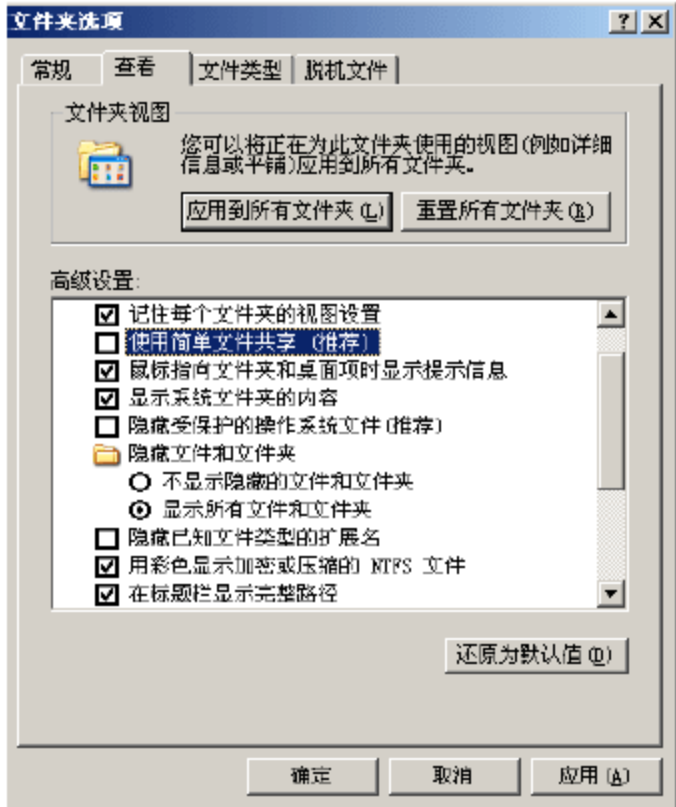 文件夹选项
常规 查看 文件类型 脱机文件
文件夹视图
您可以将正在为此文件夹使用的视图(例如详细
信息或平铺)应用到所有文件夹。
应用到所有文件夹(L) 重置所有文件夹(R)
高级设置:
记住每个文件夹的视图设置
使用简单文件共享 (推荐)
鼠标指向文件夹和桌面项时显示提示信息
显示系统文件夹的内容
隐藏受保护的操作系统文件(推荐)
隐藏文件和文件夹
不显示隐藏的文件和文件夹
显示所有文件和文件夹
隐藏已知文件类型的扩展名
用彩色显示加密或压缩的 NTFS 文件
在标题栏显示完整路径
还原为默认值(D)
确定 取消 应用(A)